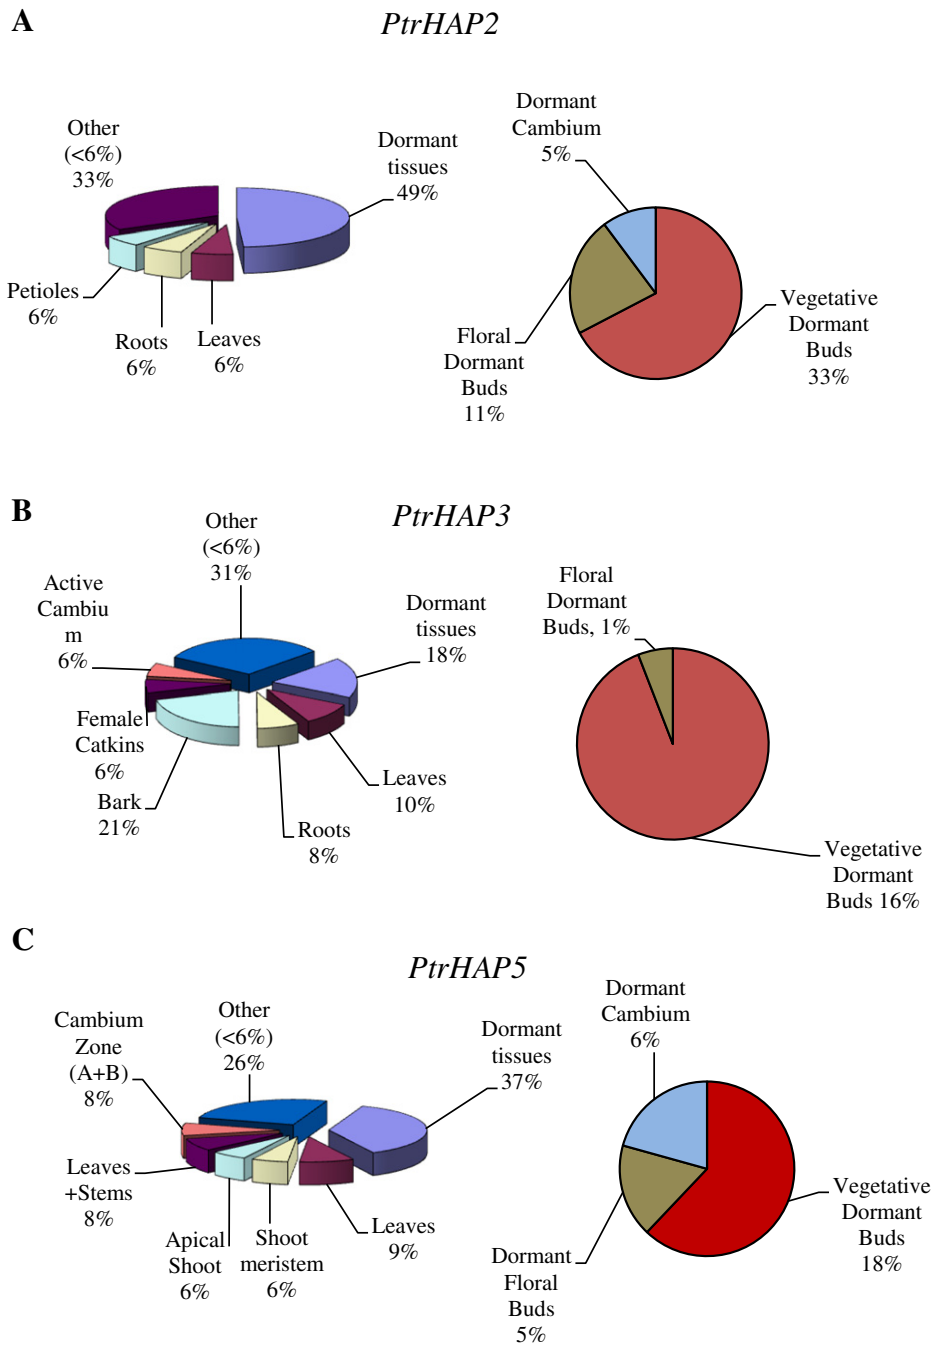 A
PtrHAP2
Other
(<6%)
33%
Dormant
tissues
49%
Petioles
6%
Roots
6%
Leaves
6%
Dormant
Cambium
5%
Floral
Dormant
Buds
11%
Vegetative
Dormant
Buds
33%
B
PtrHAP3
Other
(<6%)
31%
Active
Cambiu
m
6%
Dormant
tissues
18%
Female
Catkins
6%
Bark
21%
Roots
8%
Leaves
10%
Floral
Dormant
Buds, 1%
Vegetative
Dormant
Buds 16%
C
PtrHAP5
Cambium
Zone
(A+B)
8%
Other
(<6%)
26%
Dormant
tissues
37%
Leaves
+Stems
8%
Apical
Shoot
6%
Shoot
meristem
6%
Leaves
9%
Dormant
Cambium
6%
Dormant
Floral
Buds
5%
Vegetative
Dormant
Buds
18%